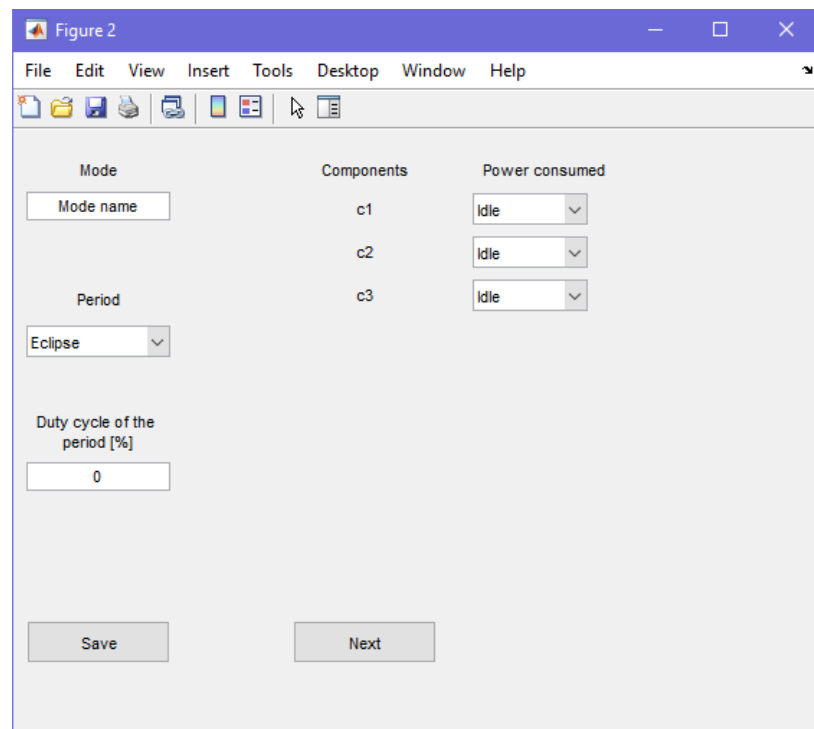 Figure 2
File Edit View Insert Tools Desktop Window Help
Mode Components Power consumed
Mode name c1 Idle
c2 Idle
Period c3 Idle
Eclipse
Duty cycle of the
period [%]
0
Save Next